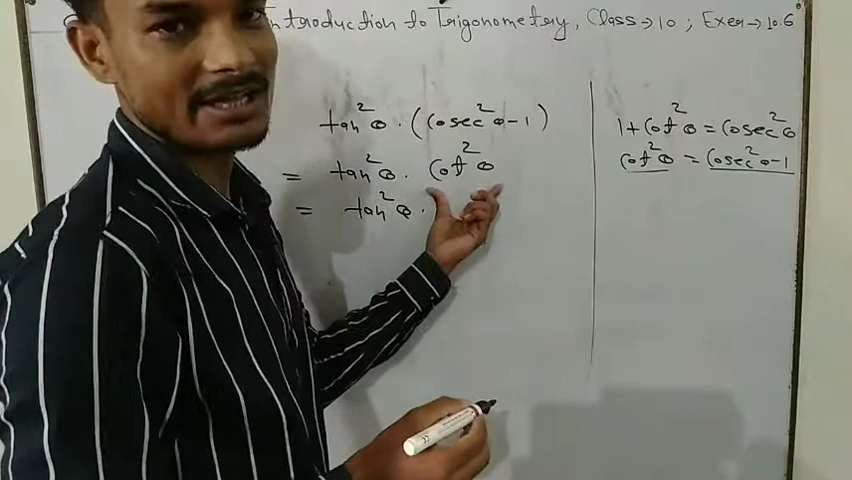 Introduction to Trigonometry, Class → 10 ; Exer → 10.6
tan²θ · (Cosec²θ - 1)
= tan²θ · Cot²θ
= tan²θ ·
1 + Cot²θ = Cosec²θ
Cot²θ = Cosec²θ - 1